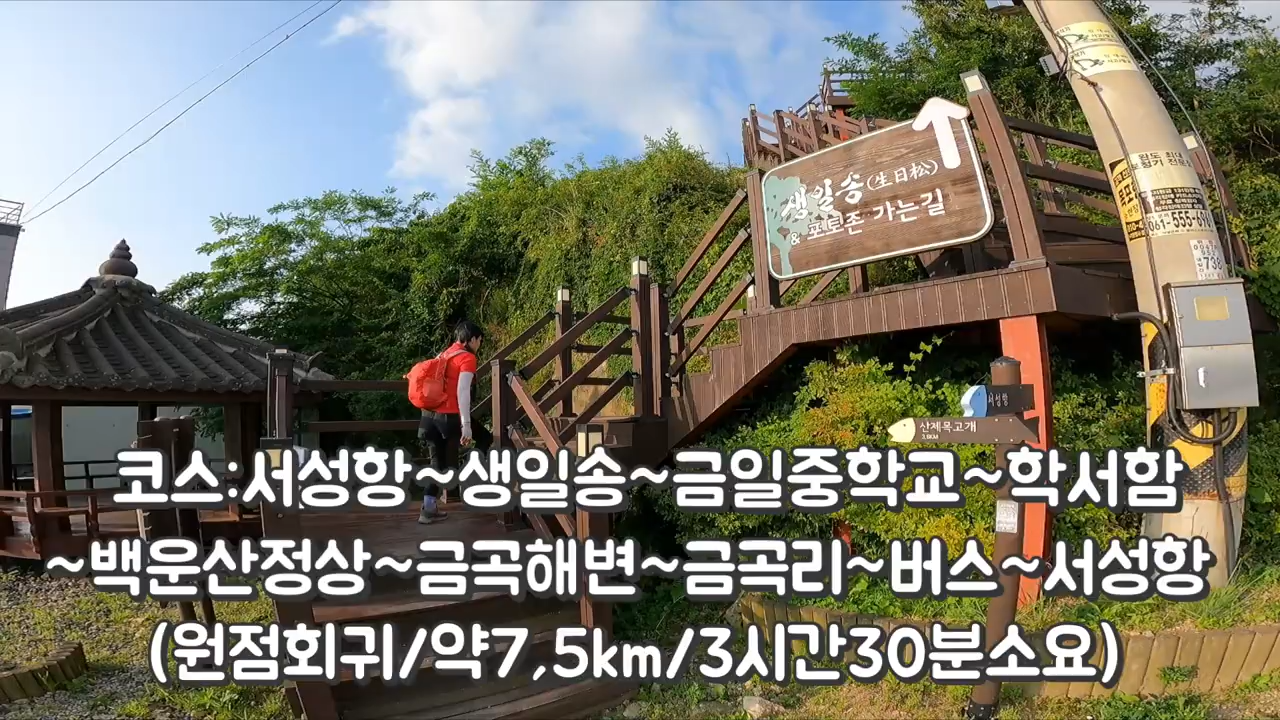 생일송(生日松)
& 포토존 가는길
서성항
산제목고개
3.9KM
코스:서성항~생일송~금일중학교~학서함
~백운산정상~금곡해변~금곡리~버스~서성항
(원점회귀/약7,5km/3시간30분소요)